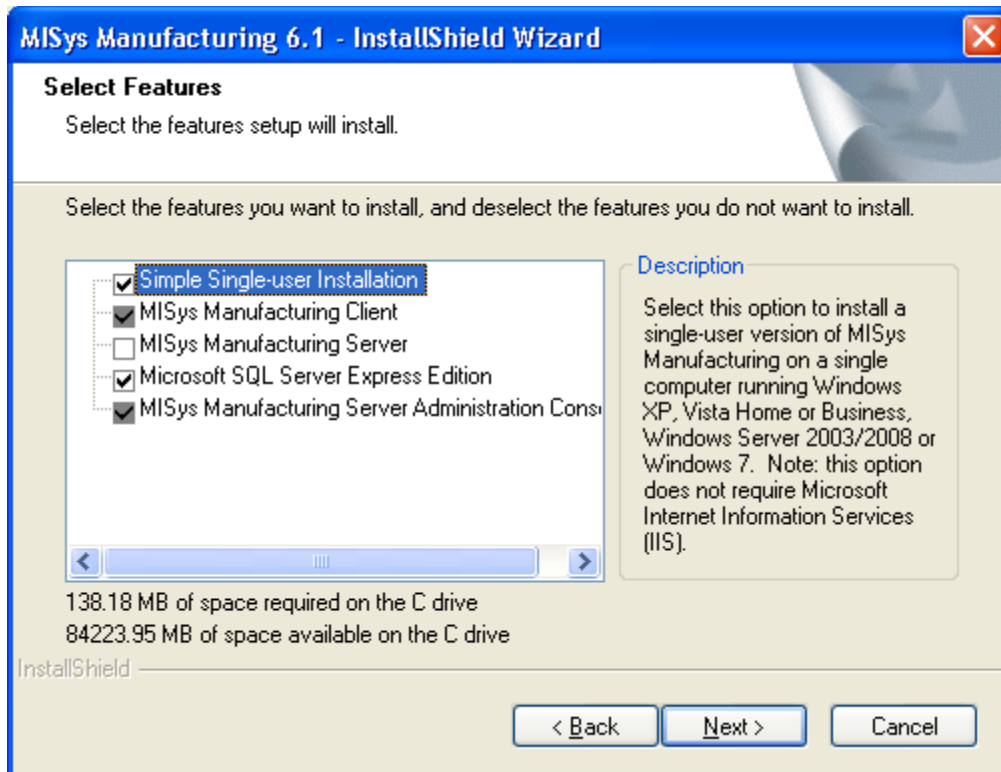 MISys Manufacturing 6.1 - InstallShield Wizard
Select Features
Select the features setup will install.
Select the features you want to install, and deselect the features you do not want to install.
Simple Single-user Installation
MISys Manufacturing Client
MISys Manufacturing Server
Microsoft SQL Server Express Edition
MISys Manufacturing Server Administration Conso
Description
Select this option to install a
single-user version of MISys
Manufacturing on a single
computer running Windows
XP, Vista Home or Business,
Windows Server 2003/2008 or
Windows 7.  Note: this option
does not require Microsoft
Internet Information Services
(IIS).
138.18 MB of space required on the C drive
84223.95 MB of space available on the C drive
InstallShield
< Back
Next >
Cancel